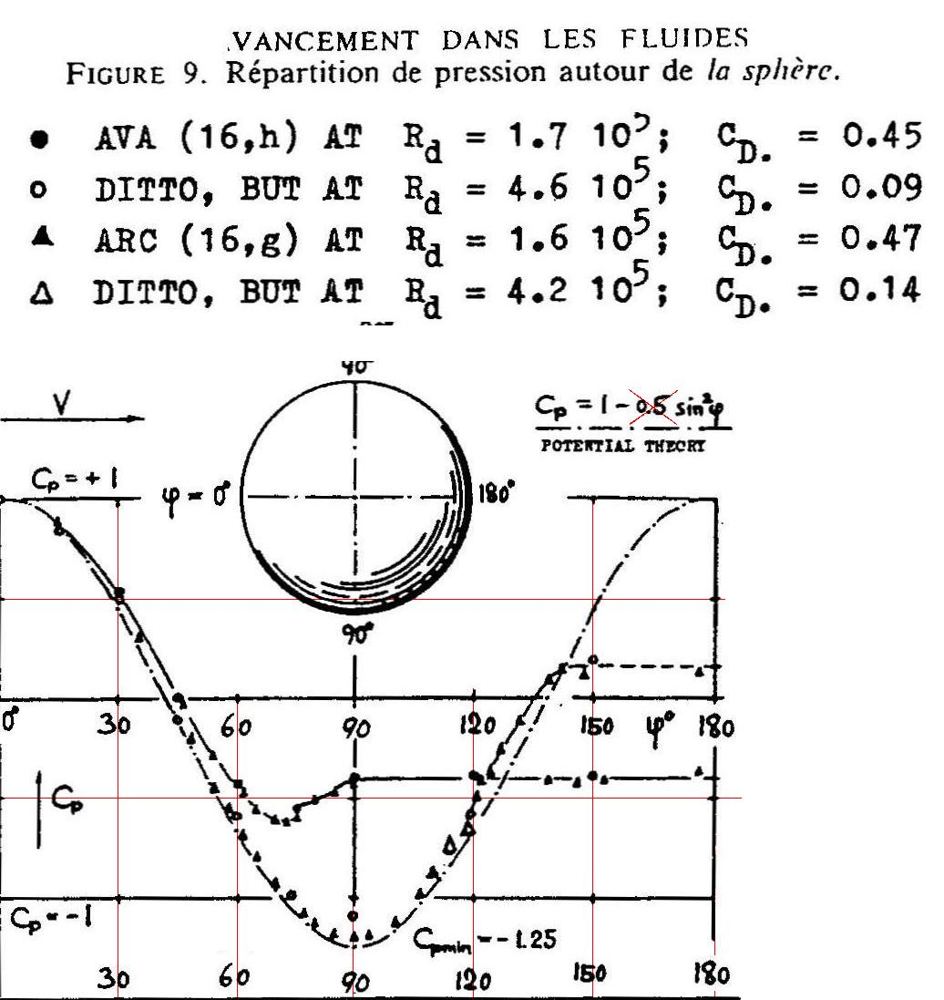 .VANCEMENT DANS LES FLUIDES
FIGURE 9. Répartition de pression autour de la sphère.
● AVA (16,h) AT R_d = 1.7 10^5; C_D. = 0.45
○ DITTO, BUT AT R_d = 4.6 10^5; C_D. = 0.09
▲ ARC (16,g) AT R_d = 1.6 10^5; C_D. = 0.47
△ DITTO, BUT AT R_d = 4.2 10^5; C_D. = 0.14
V
C_p = 1 - 0.5 sin²φ
POTENTIAL THEORY
C_p = + 1
φ = 0° 180°
90°
0° 30 60 90 120 150 φ° 180
C_p
C_p = -1
C_pmin = -1.25
30 60 90 120 150 180